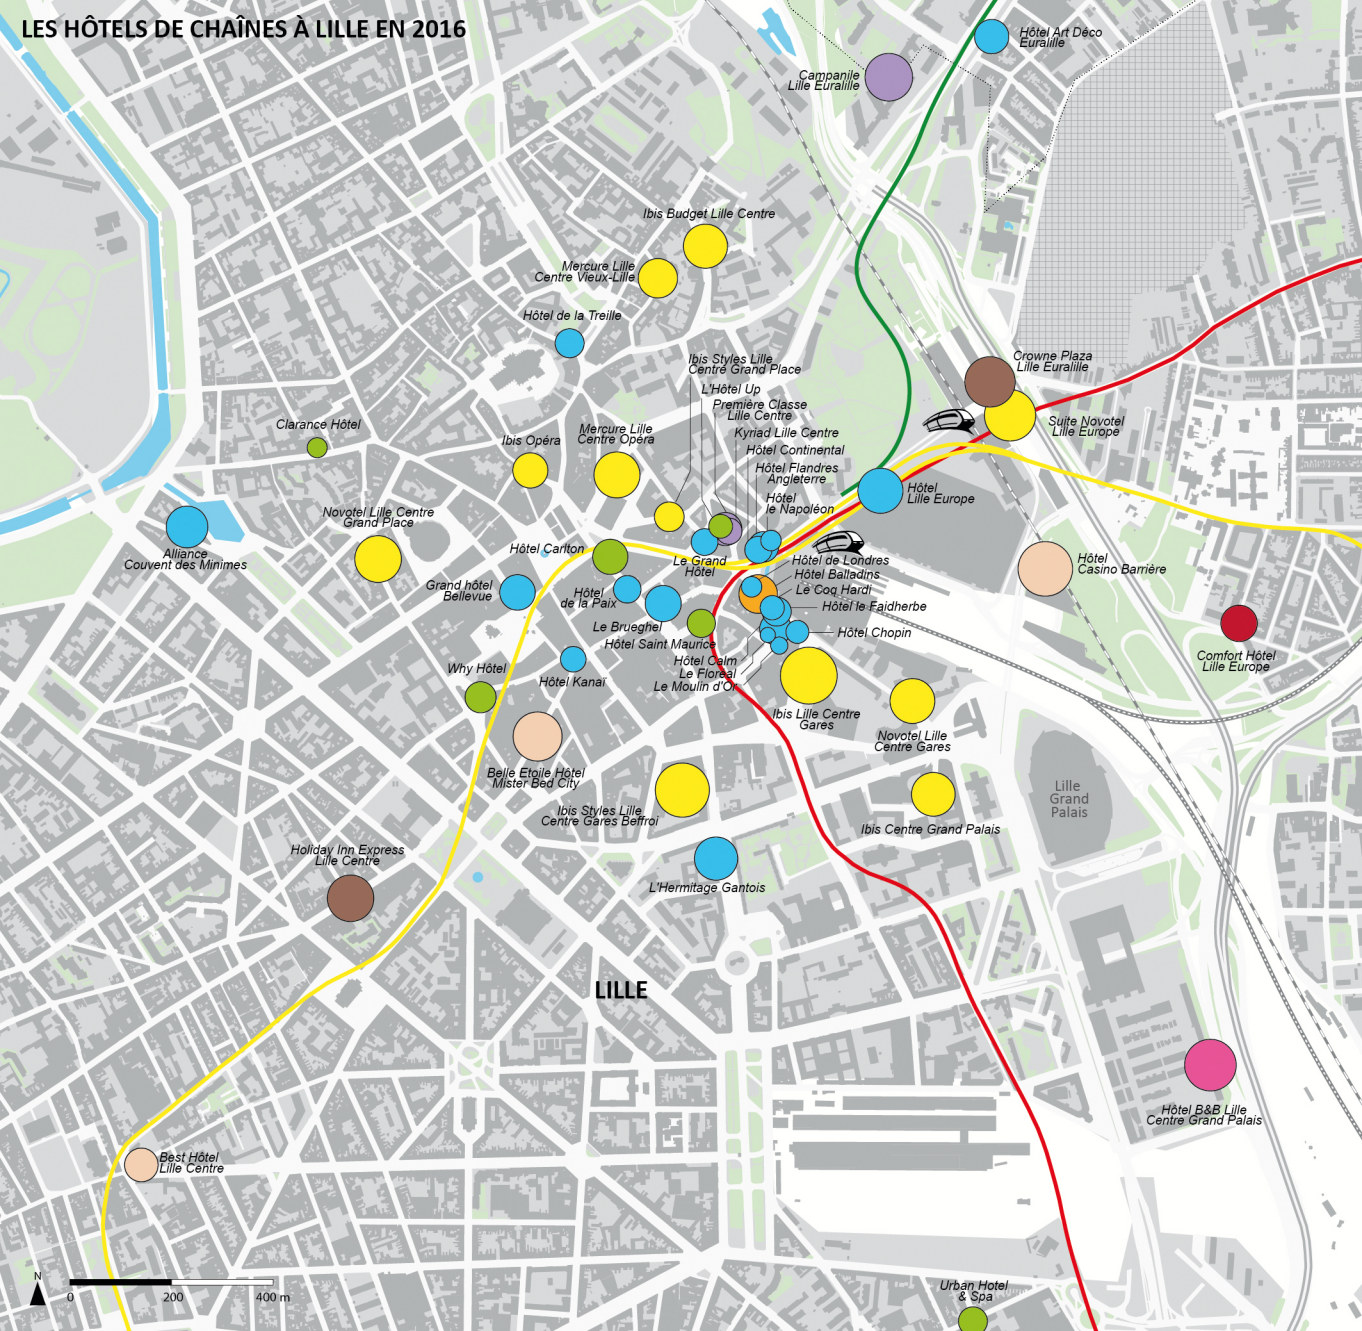 LES HÔTELS DE CHAÎNES À LILLE EN 2016
Hôtel Art Déco
Euralille
Campanile
Lille Euralille
Ibis Budget Lille Centre
Mercure Lille
Centre Vieux-Lille
Hôtel de la Treille
Ibis Styles Lille
Centre Grand Place
L'Hôtel Up
Première Classe
Lille Centre
Kyriad Lille Centre
Hôtel Continental
Hôtel Flandres
Angleterre
Hôtel
le Napoléon
Crowne Plaza
Lille Euralille
Suite Novotel
Lille Europe
Clarance Hôtel
Ibis Opéra
Mercure Lille
Centre Opéra
Hôtel
Lille Europe
Novotel Lille Centre
Grand Place
Alliance
Couvent des Minimes
Hôtel Carlton
Le Grand
Hôtel
Hôtel de Londres
Hôtel Balladins
Le Coq Hardi
Hôtel le Faidherbe
Hôtel Chopin
Hôtel
Casino Barrière
Grand hôtel
Bellevue
Hôtel
de la Paix
Le Brueghel
Hôtel Saint Maurice
Hôtel Calm
Le Floréal
Le Moulin d'Or
Comfort Hôtel
Lille Europe
Why Hôtel
Hôtel Kanaï
Ibis Lille Centre
Gares
Novotel Lille
Centre Gares
Belle Etoile Hôtel
Mister Bed City
Ibis Styles Lille
Centre Gares Beffroi
Ibis Centre Grand Palais
Lille
Grand
Palais
Holiday Inn Express
Lille Centre
L'Hermitage Gantois
LILLE
Hôtel B&B Lille
Centre Grand Palais
Best Hôtel
Lille Centre
Urban Hotel
& Spa
N
0 200 400 m